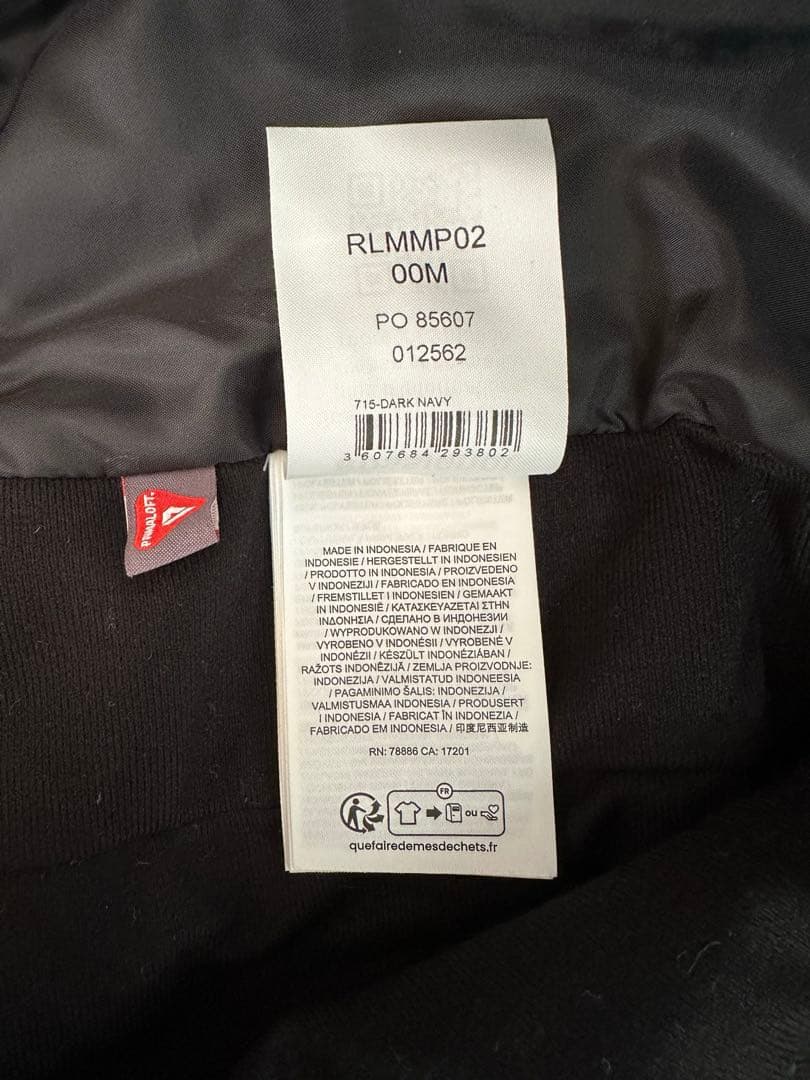 RLMMP02
00M
PO 85607
012562
715-DARK NAVY
3 607684 293802
PRIMALOFT
MADE IN INDONESIA / FABRIQUE EN
INDONESIE / HERGESTELLT IN INDONESIEN
/ PRODOTTO IN INDONESIA / PROIZVEDENO
V INDONEZIJI / FABRICADO EN INDONESIA
/ FREMSTILLET I INDONESIEN / GEMAAKT
IN INDONESIË / ΚΑΤΑΣΚΕΥΑΖΕΤΑΙ ΣΤΗΝ
ΙΝΔΟΝΗΣΙΑ / СДЕЛАНО В ИНДОНЕЗИИ
/ WYPRODUKOWANO W INDONEZJI /
VYROBENO V INDONÉSII / VYROBENÉ V
INDONÉZII / KÉSZÜLT INDONÉZIÁBAN /
RAŽOTS INDONĒZIJĀ / ZEMLJA PROIZVODNJE:
INDONEZIJA / VALMISTATUD INDONEESIA
/ PAGAMINIMO ŠALIS: INDONEZIJA /
VALMISTUSMAA INDONESIA / PRODUSERT
I INDONESIA / FABRICAT ÎN INDONEZIA /
FABRICADO EM INDONESIA / 印度尼西亚制造
RN: 78886 CA: 17201
FR
OU
quefairedemesdechets.fr